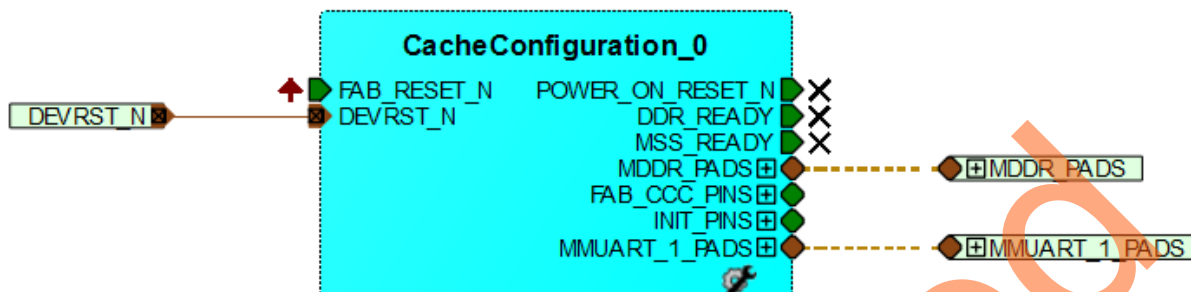 CacheConfiguration_0
FAB_RESET_N POWER_ON_RESET_N
DEVRST_N DEVRST_N DDR_READY
MSS_READY
MDDR_PADS MDDR_PADS
FAB_CCC_PINS
INIT_PINS
MMUART_1_PADS MMUART_1_PADS